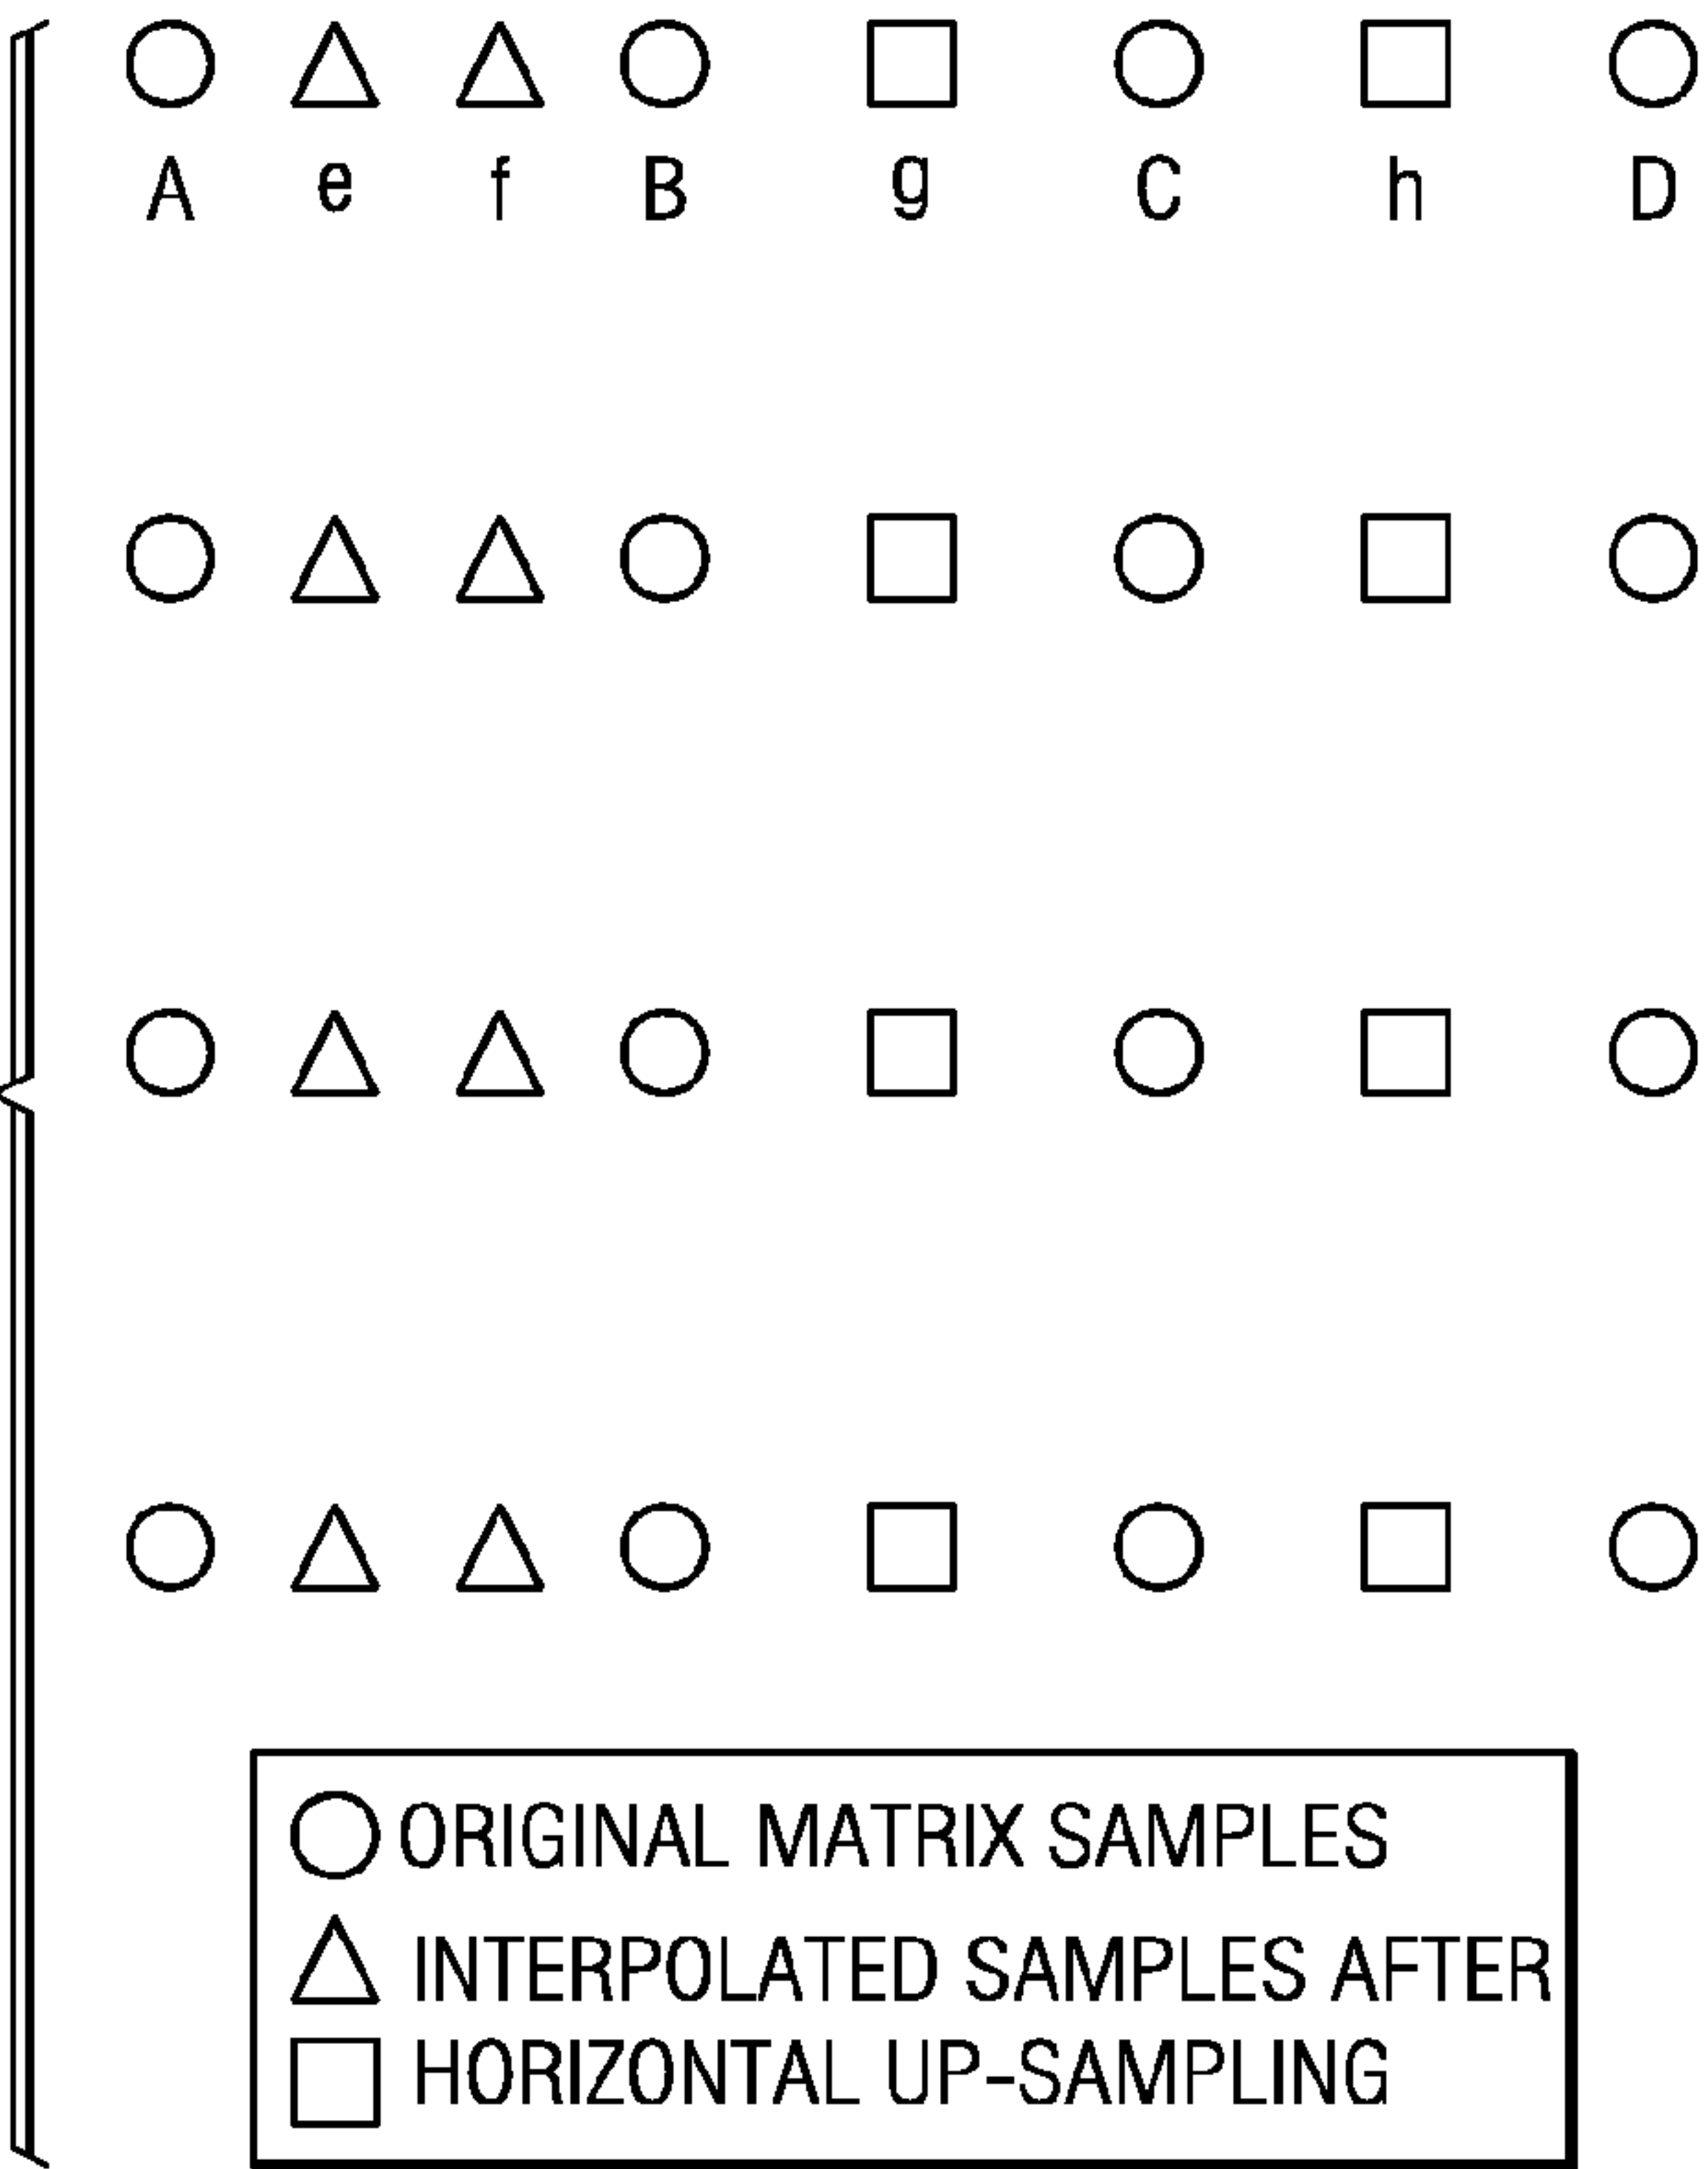 A e f B g C h D
ORIGINAL MATRIX SAMPLES
INTERPOLATED SAMPLES AFTER
HORIZONTAL UP-SAMPLING